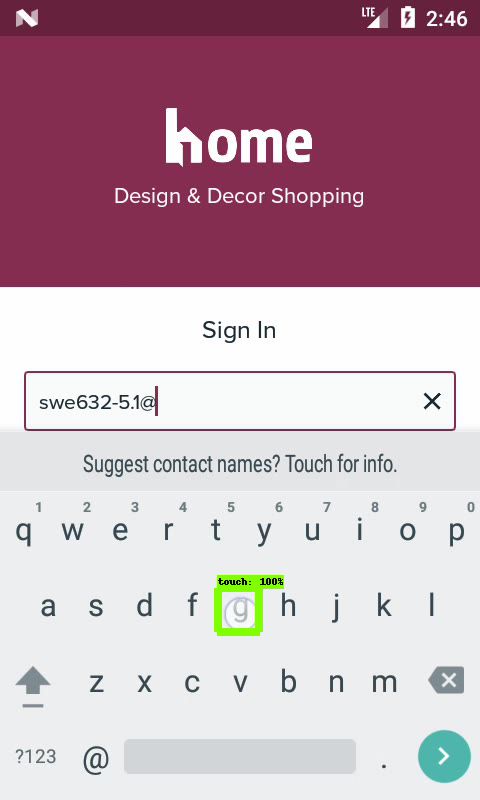 LTE 2:46
home
Design & Decor Shopping
Sign In
swe632-5.1@
Suggest contact names? Touch for info.
1 2 3 4 5 6 7 8 9 0
q w e r t y u i o p
touch: 100%
a s d f g h j k l
z x c v b n m
?123 @ .